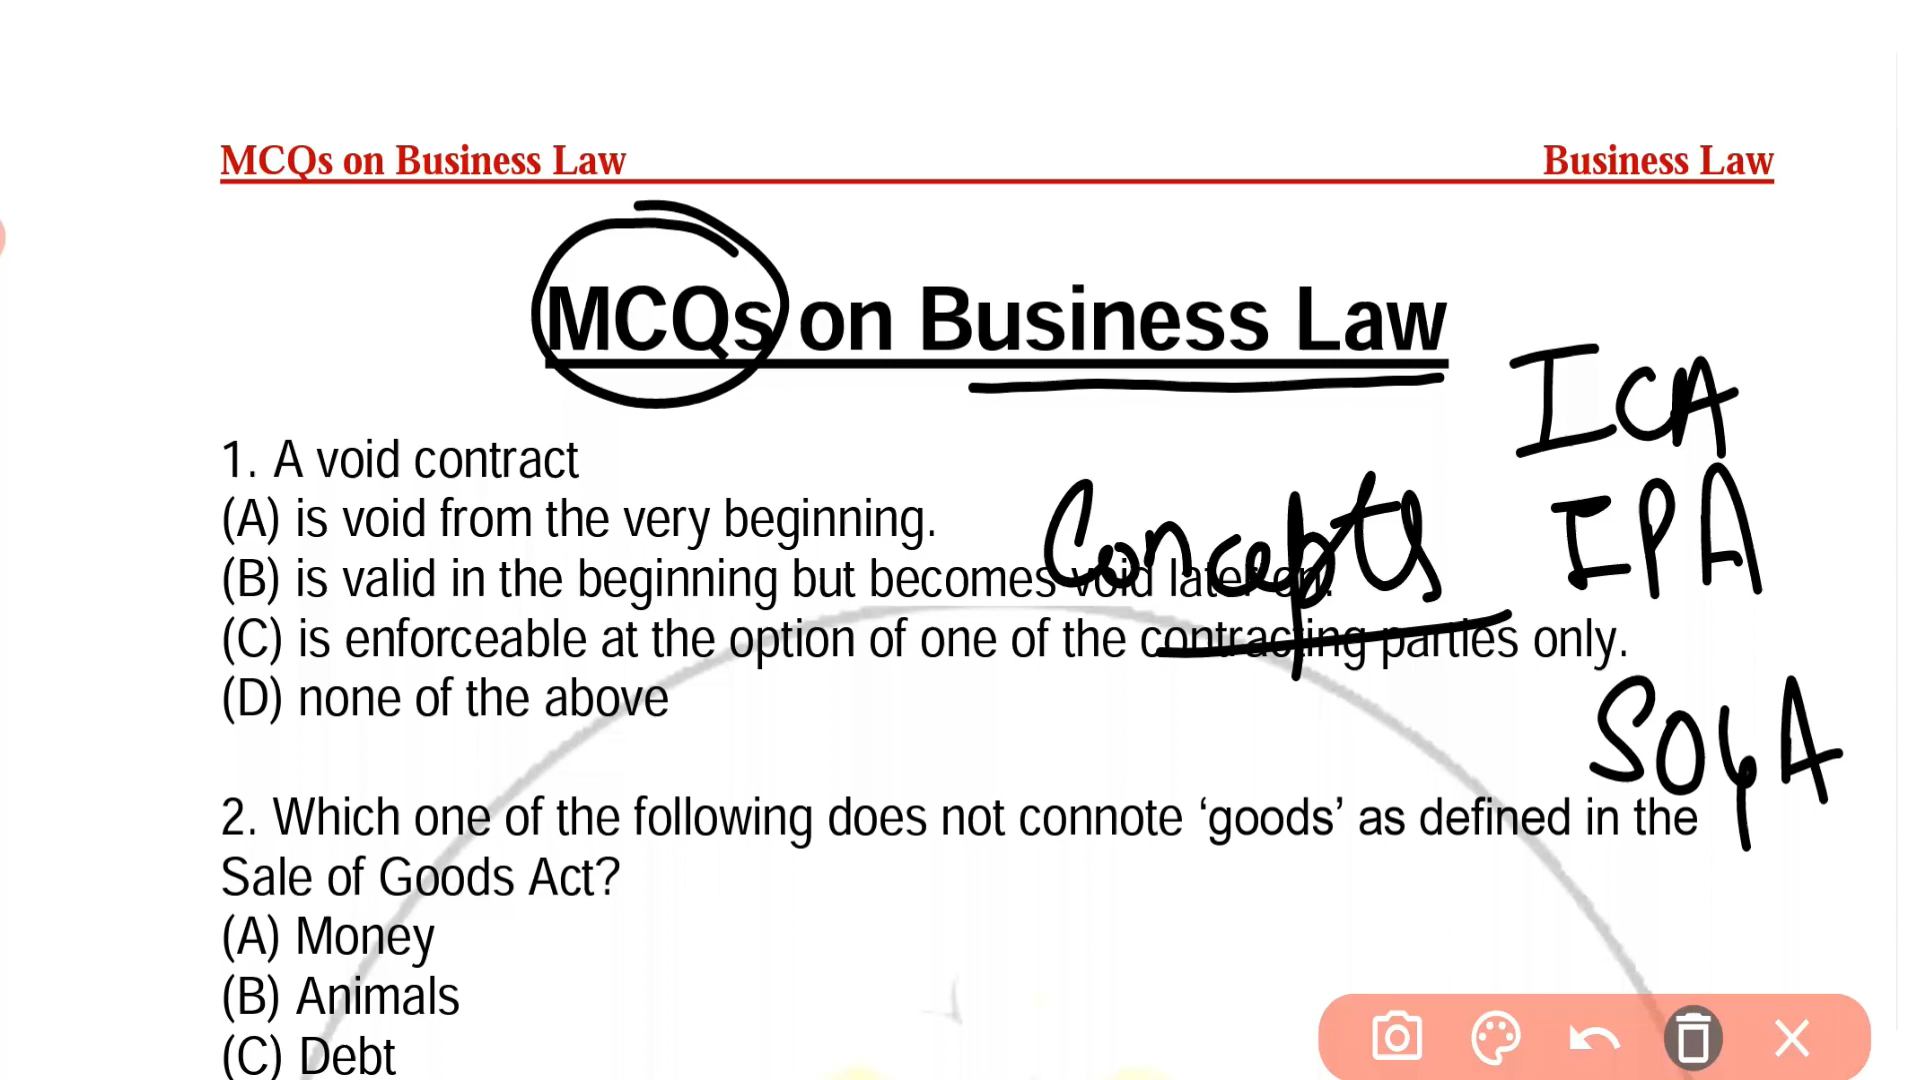 MCQs on Business Law Business Law
MCQs on Business Law
ICA
1. A void contract
(A) is void from the very beginning.
Concepts
IPA
(B) is valid in the beginning but becomes void later on.
(C) is enforceable at the option of one of the contracting parties only.
(D) none of the above
SOGA
2. Which one of the following does not connote ‘goods’ as defined in the
Sale of Goods Act?
(A) Money
(B) Animals
(C) Debt